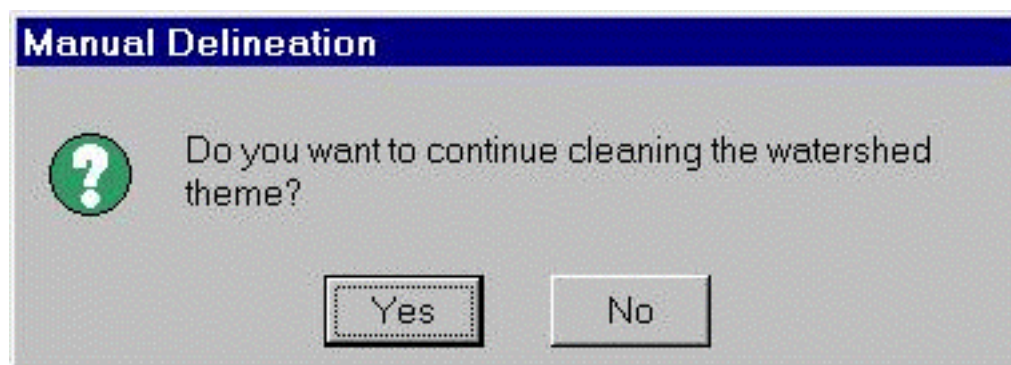 Manual Delineation
Do you want to continue cleaning the watershed
theme?
Yes No